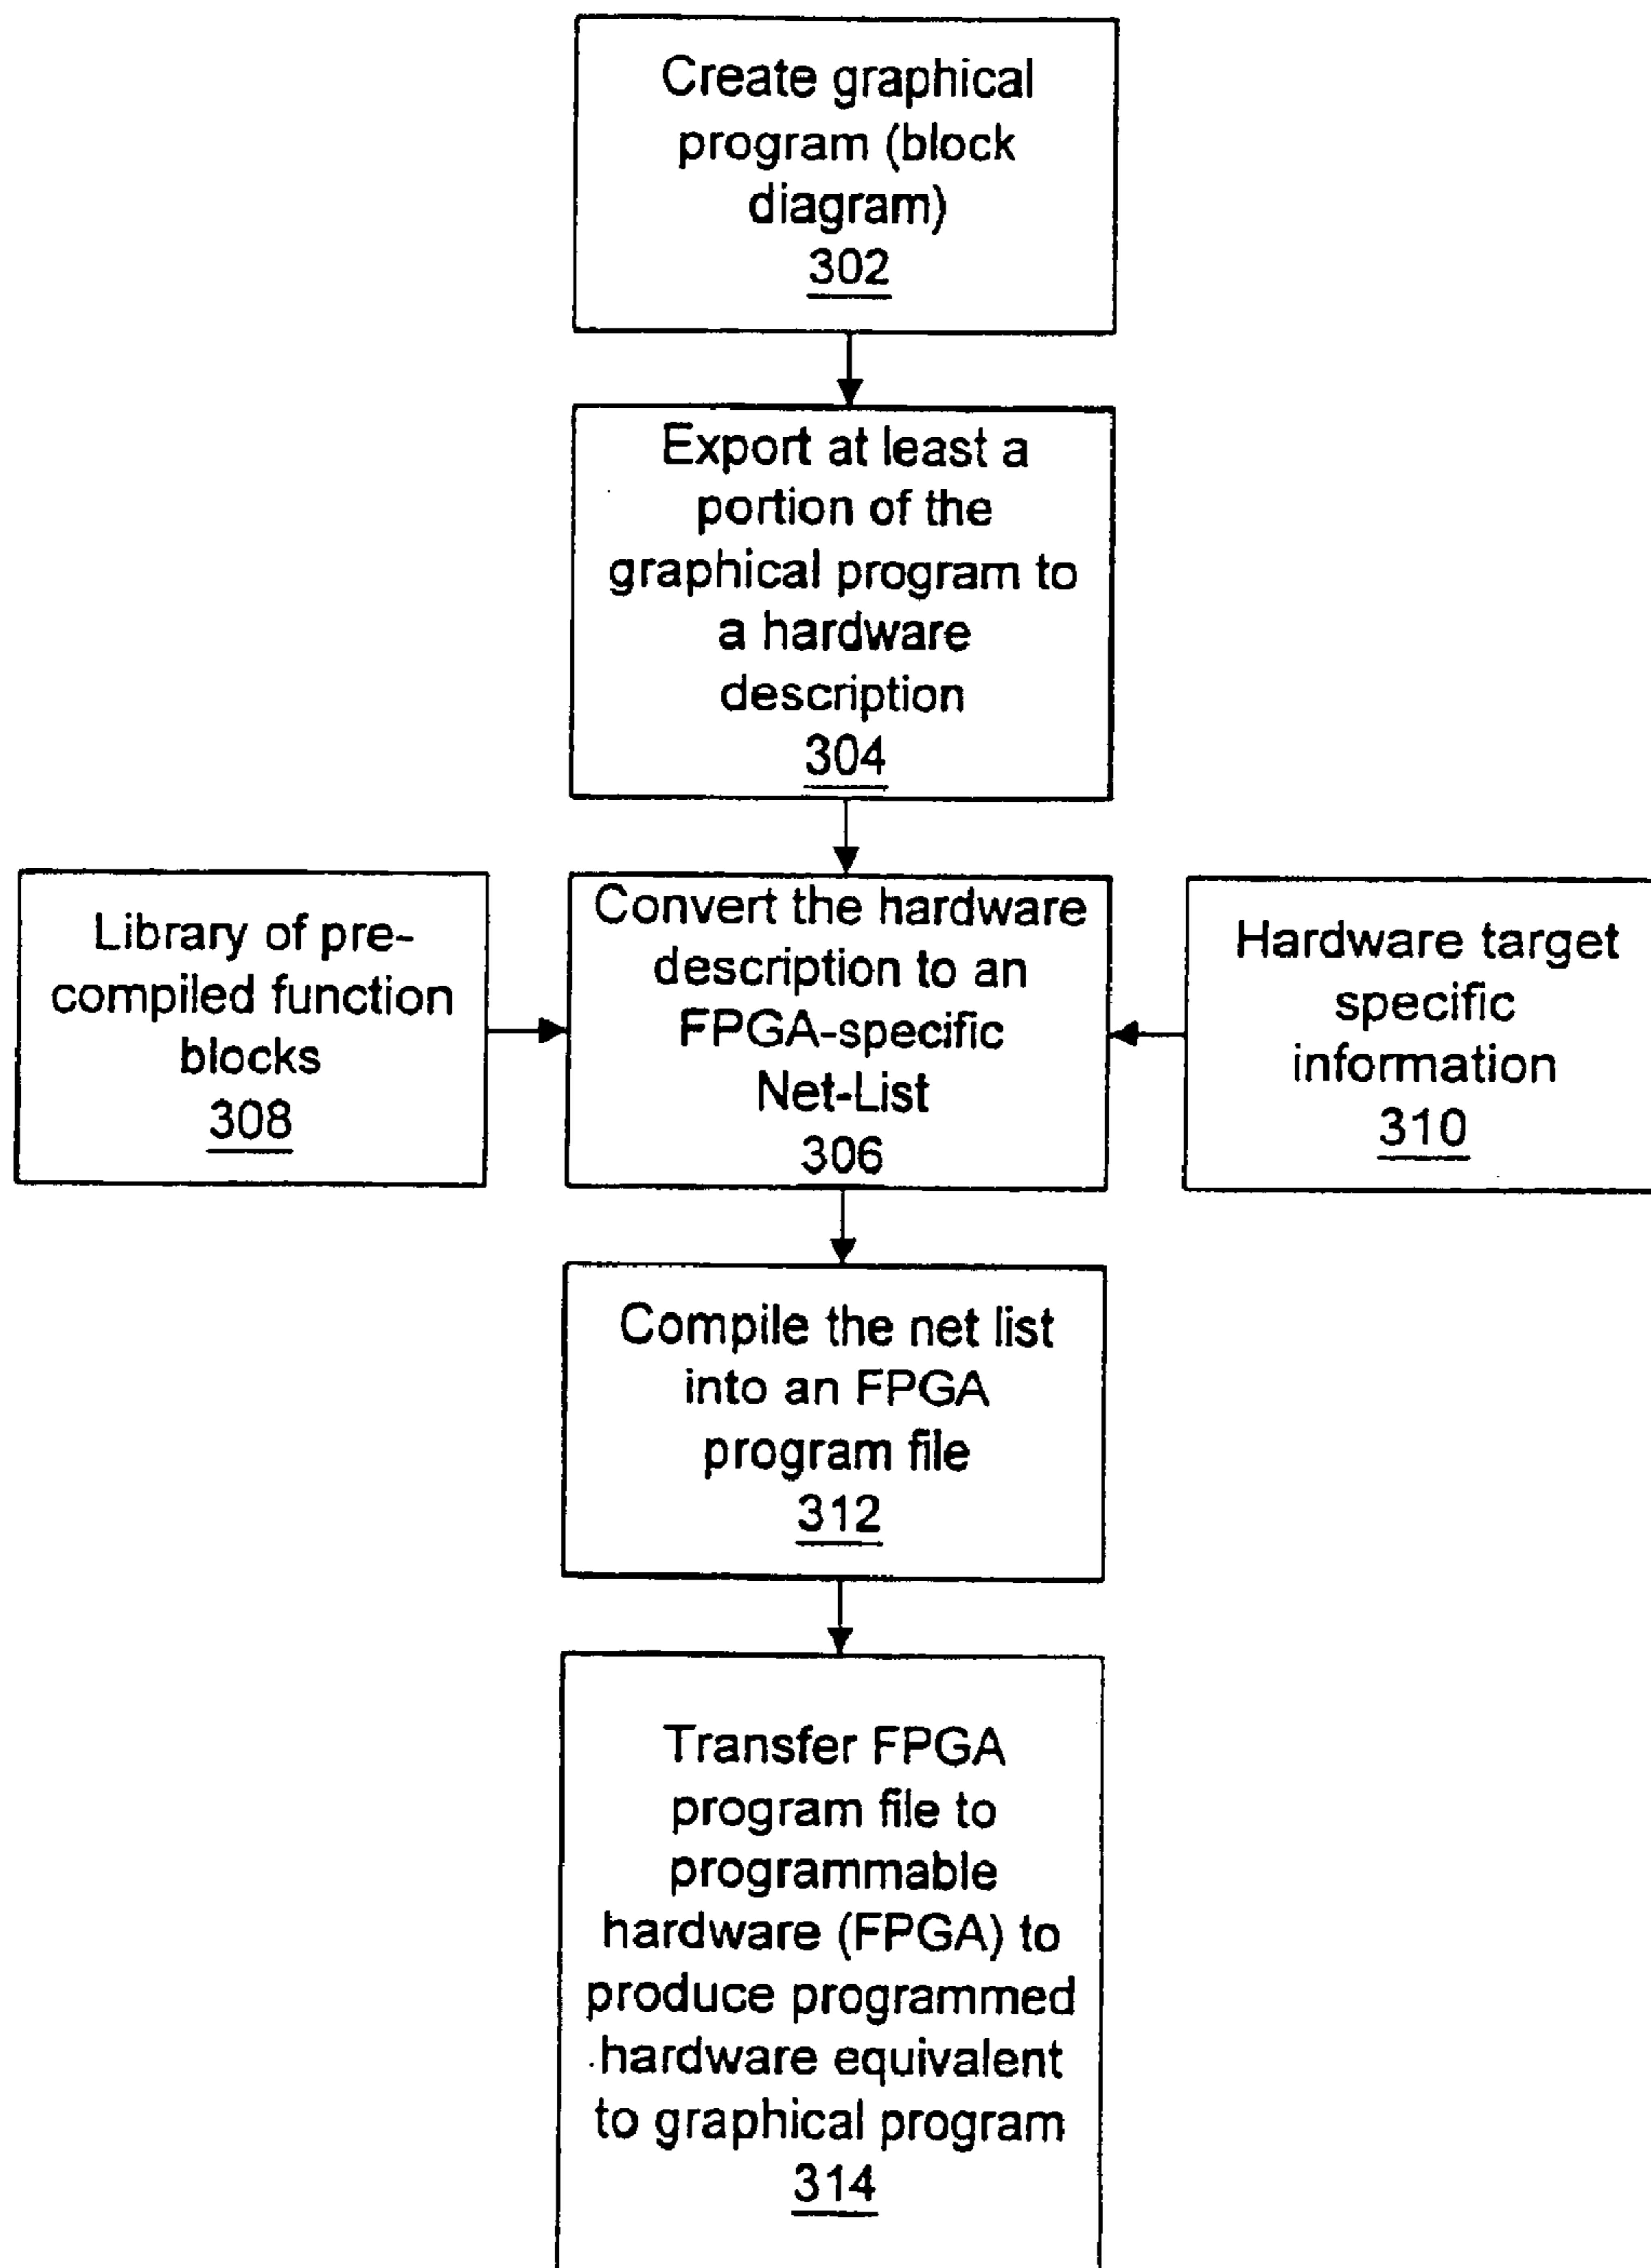 Create graphical
program (block
diagram)
302
Export at least a
portion of the
graphical program to
a hardware
description
304
Library of pre-
compiled function
blocks
308
Convert the hardware
description to an
FPGA-specific
Net-List
306
Hardware target
specific
information
310
Compile the net list
into an FPGA
program file
312
Transfer FPGA
program file to
programmable
hardware (FPGA) to
produce programmed
hardware equivalent
to graphical program
314